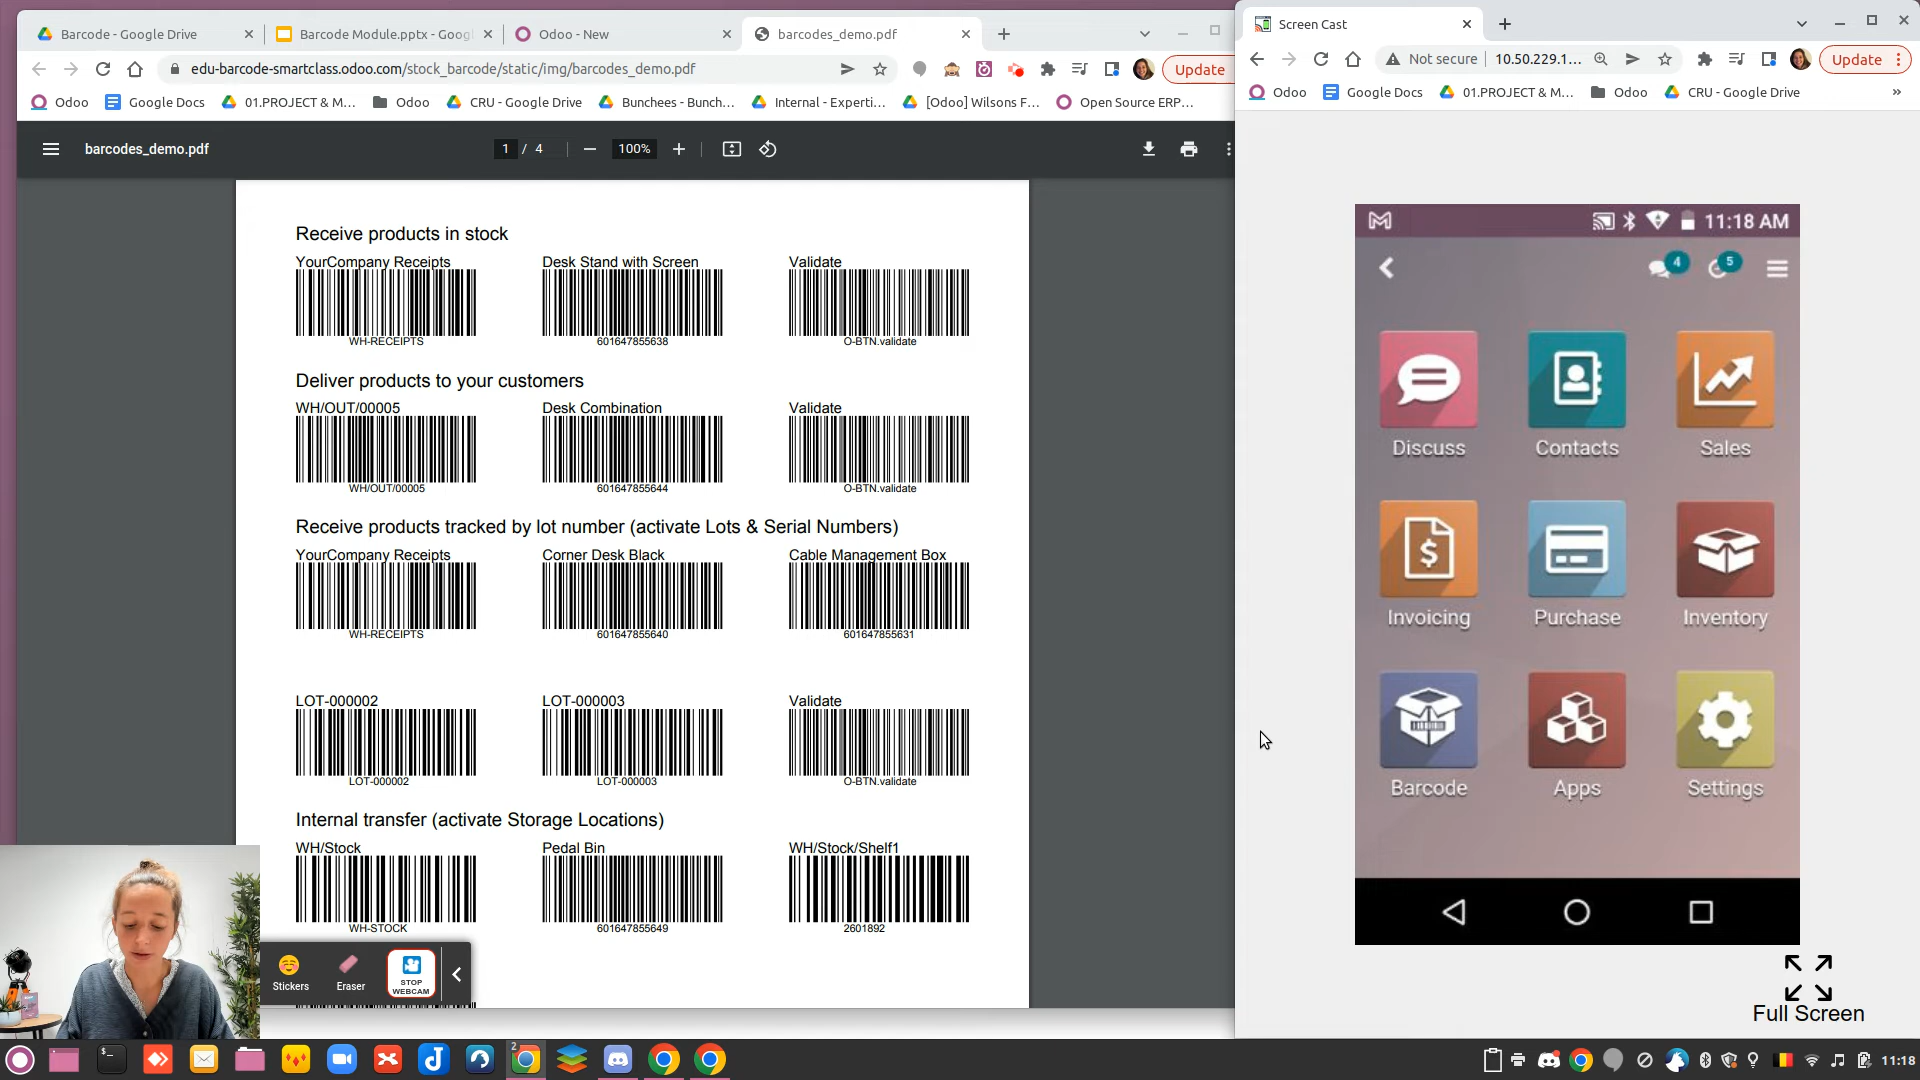 Barcode - Google Drive
Barcode Module.pptx - Goog
Odoo - New
barcodes_demo.pdf
Screen Cast
edu-barcode-smartclass.odoo.com/stock_barcode/static/img/barcodes_demo.pdf
Update
Not secure
10.50.229.1...
Update
Odoo
Google Docs
01.PROJECT & M...
Odoo
CRU - Google Drive
Bunchees - Bunch...
Internal - Experti...
[Odoo] Wilsons F...
Open Source ERP...
Odoo
Google Docs
01.PROJECT & M...
Odoo
CRU - Google Drive
»
barcodes_demo.pdf
1 / 4
100%
Receive products in stock
YourCompany Receipts
Desk Stand with Screen
Validate
WH-RECEIPTS
601647855638
O-BTN.validate
Deliver products to your customers
WH/OUT/00005
Desk Combination
Validate
WH/OUT/00005
601647855644
O-BTN.validate
Receive products tracked by lot number (activate Lots & Serial Numbers)
YourCompany Receipts
Corner Desk Black
Cable Management Box
WH-RECEIPTS
601647855640
601647855631
LOT-000002
LOT-000003
Validate
LOT-000002
LOT-000003
O-BTN.validate
Internal transfer (activate Storage Locations)
WH/Stock
Pedal Bin
WH/Stock/Shelf1
WH-STOCK
601647855649
2601892
11:18 AM
4
5
Discuss
Contacts
Sales
Invoicing
Purchase
Inventory
Barcode
Apps
Settings
Full Screen
Stickers
Eraser
STOP
WEBCAM
2
11:18